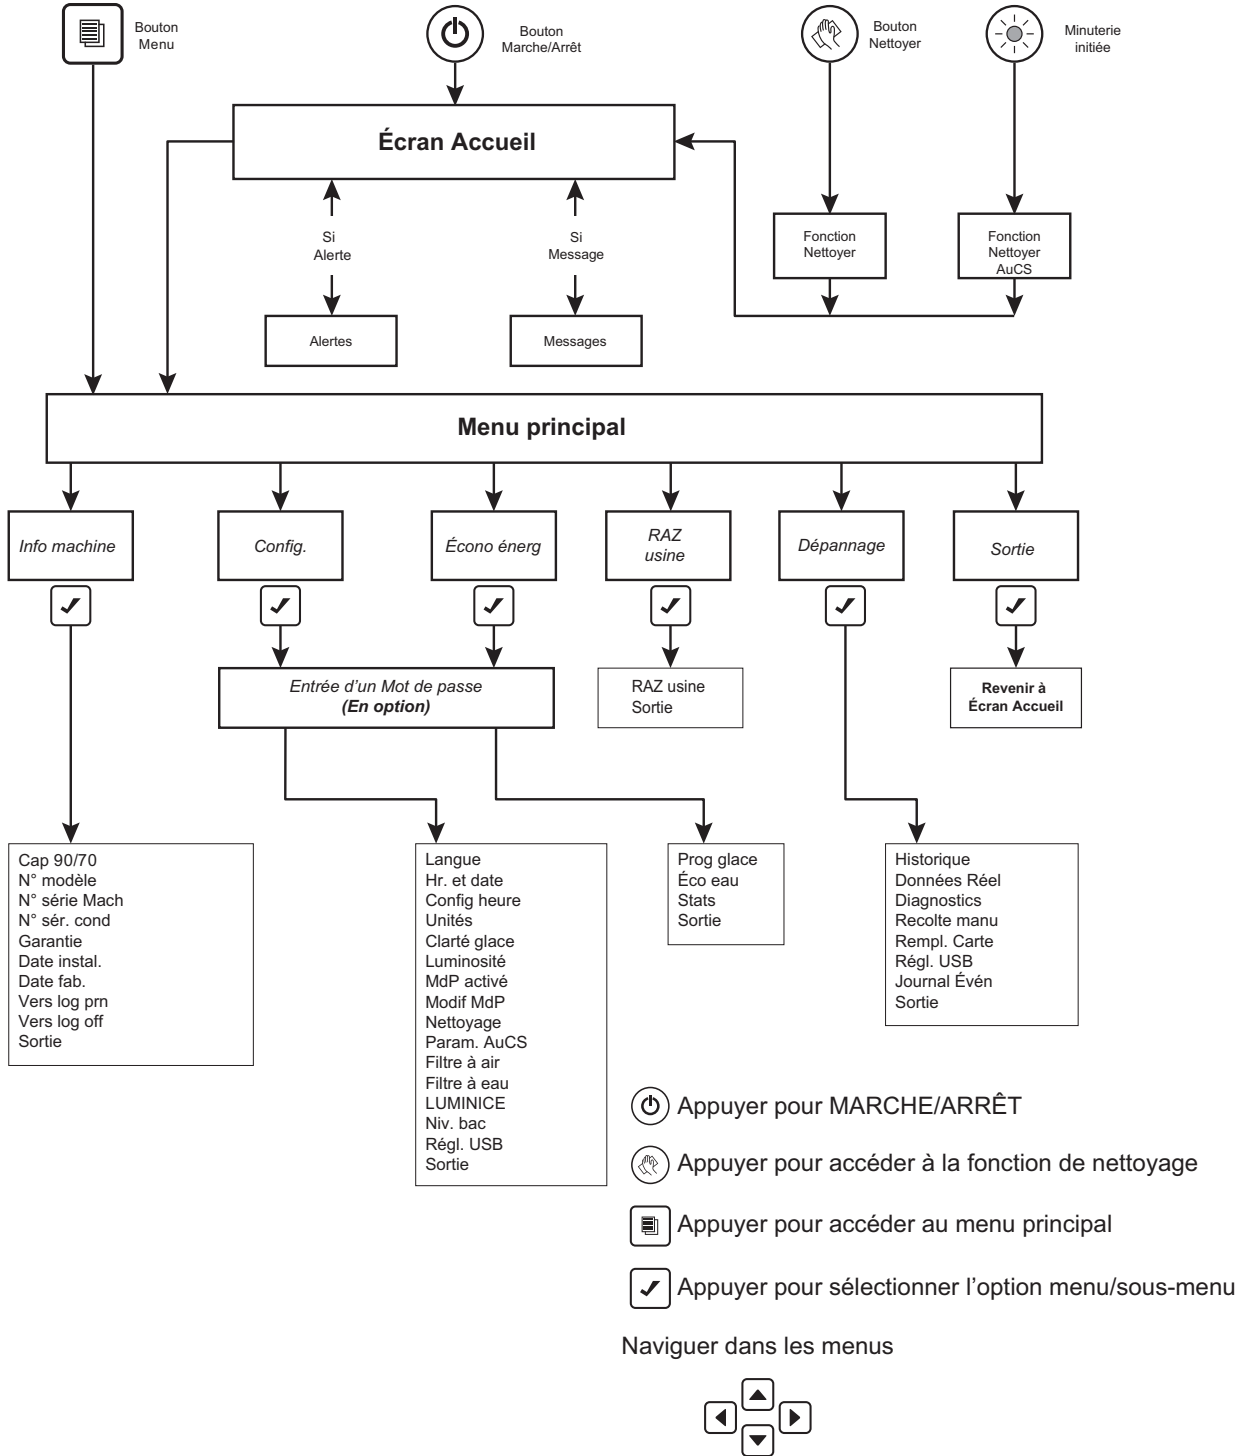 Bouton
Menu
Bouton
Marche/Arrêt
Bouton
Nettoyer
Minuterie
initiée
Écran Accueil
Si
Alerte
Si
Message
Fonction
Nettoyer
Fonction
Nettoyer
AuCS
Alertes
Messages
Menu principal
Info machine
Config.
Écono énerg
RAZ
usine
Dépannage
Sortie
Entrée d’un Mot de passe
(En option)
RAZ usine
Sortie
Revenir à
Écran Accueil
Cap 90/70
N° modèle
N° série Mach
N° sér. cond
Garantie
Date instal.
Date fab.
Vers log prn
Vers log off
Sortie
Langue
Hr. et date
Config heure
Unités
Clarté glace
Luminosité
MdP activé
Modif MdP
Nettoyage
Param. AuCS
Filtre à air
Filtre à eau
LUMINICE
Niv. bac
Régl. USB
Sortie
Prog glace
Éco eau
Stats
Sortie
Historique
Données Réel
Diagnostics
Recolte manu
Rempl. Carte
Régl. USB
Journal Évén
Sortie
Appuyer pour MARCHE/ARRÊT
Appuyer pour accéder à la fonction de nettoyage
Appuyer pour accéder au menu principal
Appuyer pour sélectionner l’option menu/sous-menu
Naviguer dans les menus